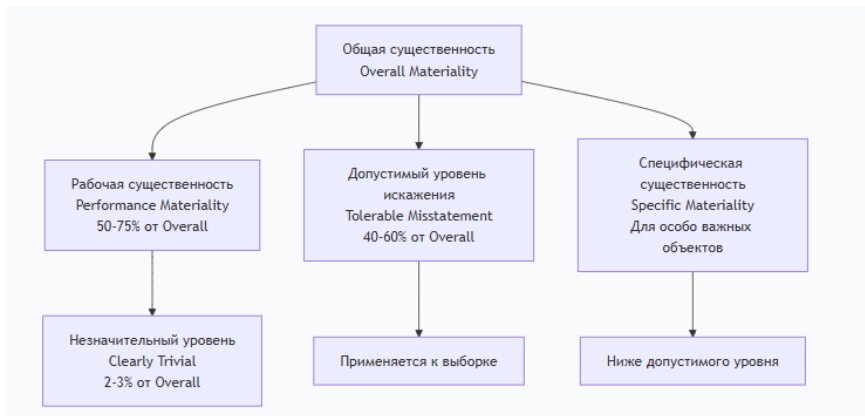 Общая существенность
Overall Materiality
Рабочая существенность
Performance Materiality
50-75% от Overall
Допустимый уровень
искажения
Tolerable Misstatement
40-60% от Overall
Специфическая
существенность
Specific Materiality
Для особо важных
объектов
Незначительный уровень
Clearly Trivial
2-3% от Overall
Применяется к выборке
Ниже допустимого уровня